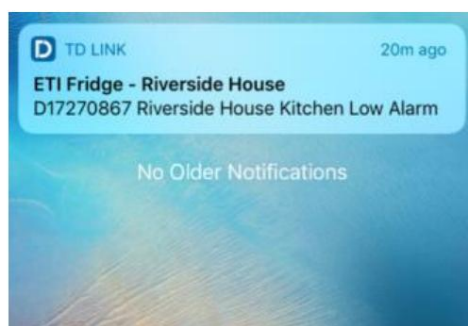 D TD LINK 20m ago
ETI Fridge - Riverside House
D17270867 Riverside House Kitchen Low Alarm
No Older Notifications